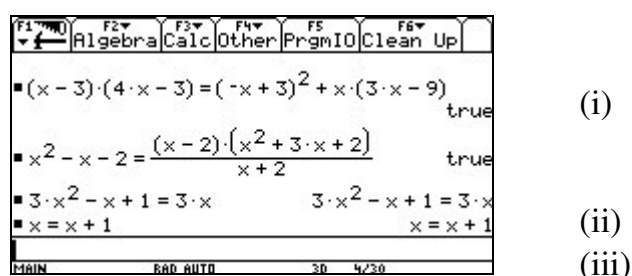 F1 F2 Algebra F3 Calc F4 Other F5 PrgmIO F6 Clean Up
(x - 3)·(4·x - 3) = (-x + 3)² + x·(3·x - 9)
true (i)
x² - x - 2 = (x - 2)·(x² + 3·x + 2) / x + 2 true
3·x² - x + 1 = 3·x 3·x² - x + 1 = 3·x
x = x + 1 x = x + 1 (ii)
MAIN RAD AUTO 3D 4/30 (iii)